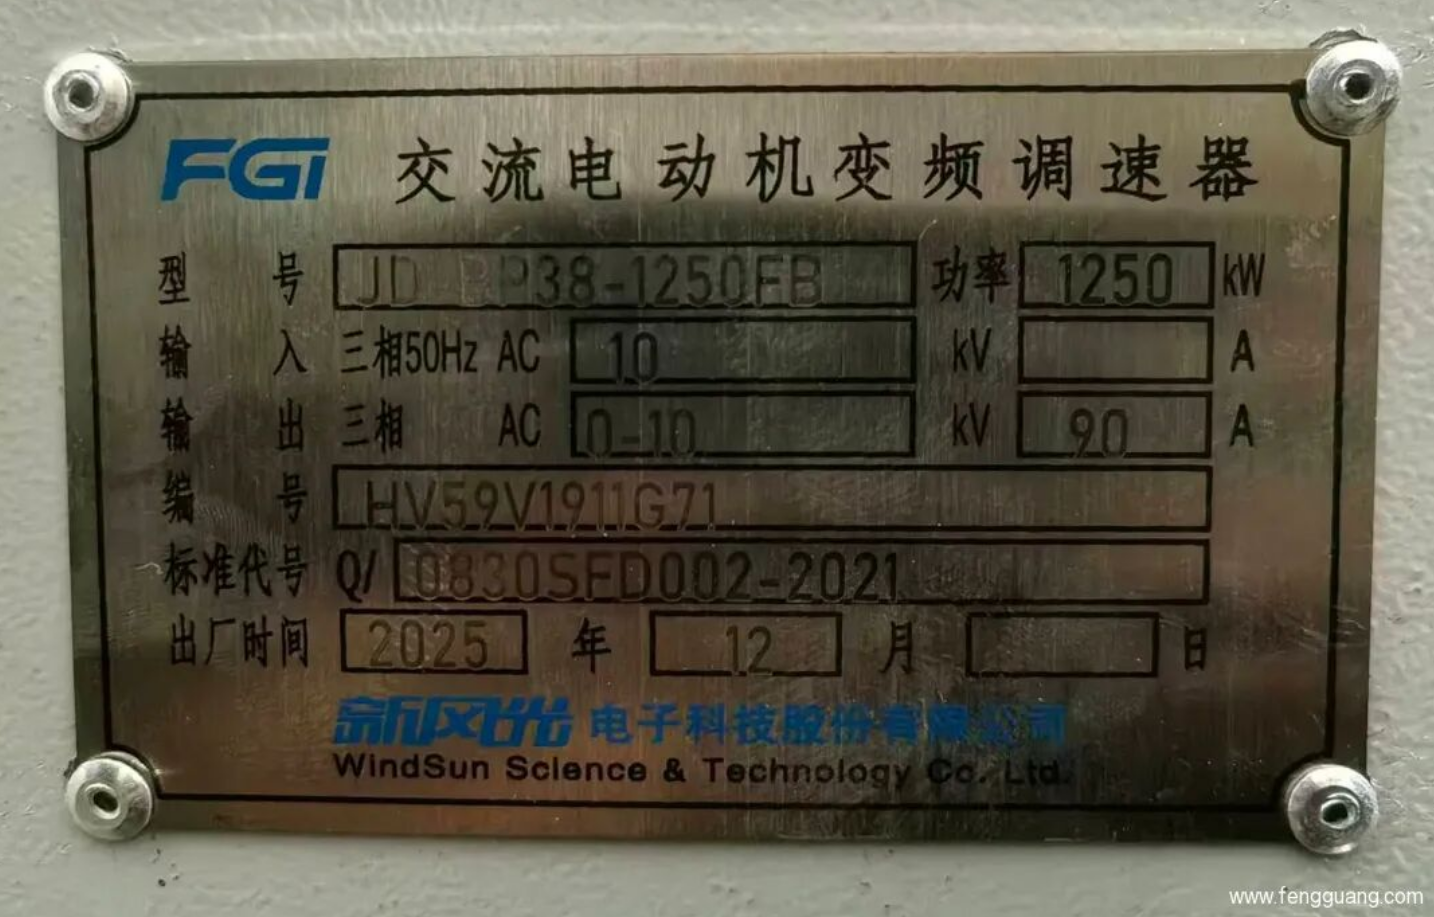 FGI 交流电动机变频调速器
型号 JD BP38-1250FB 功率 1250 kW
输入 三相50Hz AC 10 kV A
输出 三相 AC 0-10 kV 90 A
编号 HV59V1911G71
标准代号 Q/ 0830SFD002-2021
出厂时间 2025 年 12 月 日
新风光 电子科技股份有限公司
WindSun Science & Technology Co. Ltd.
www.fengguang.com